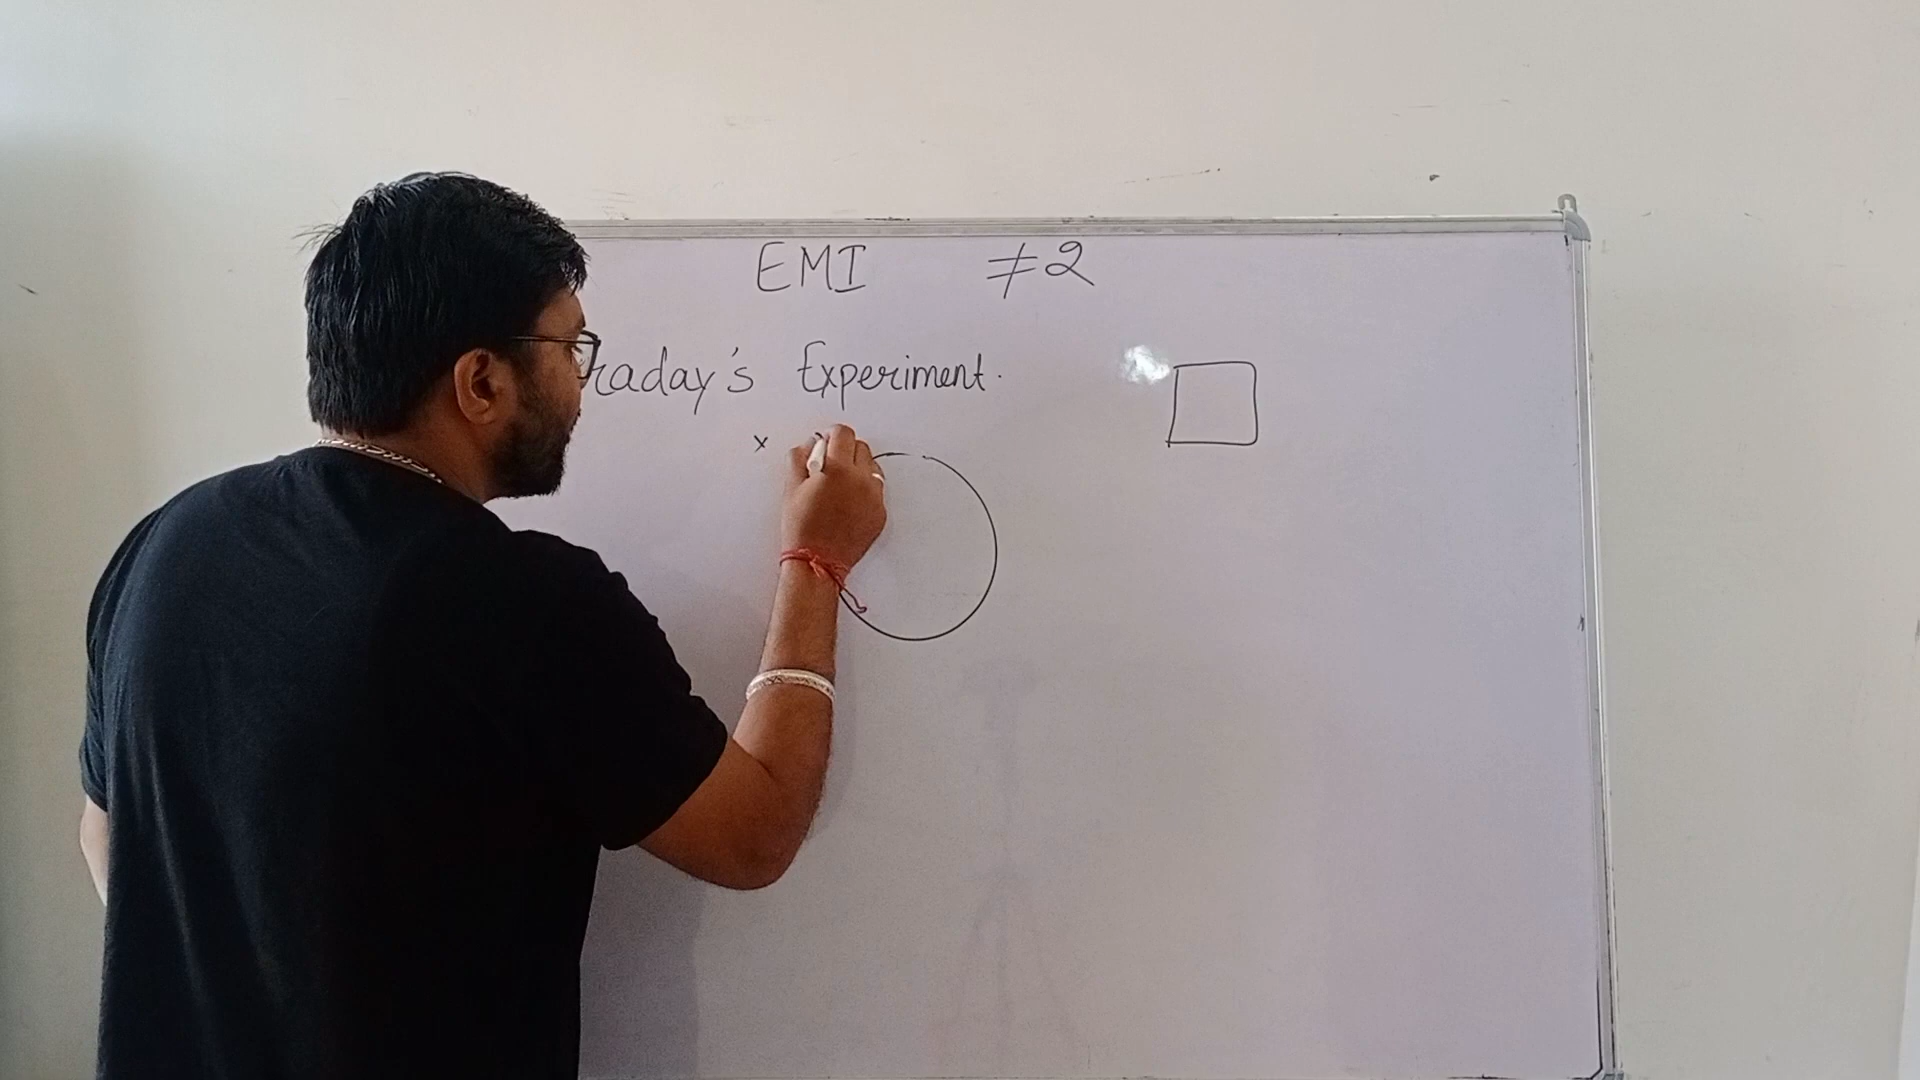 EMI ≠2
raday's Experiment.
x